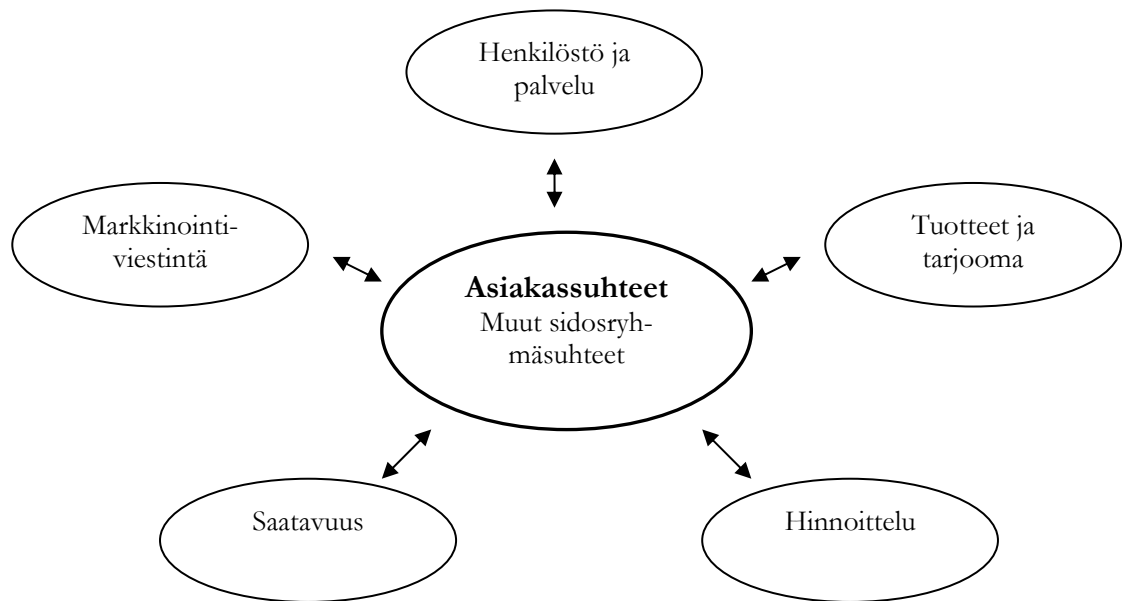 Henkilöstö ja
palvelu
Markkinointi-
viestintä
Tuotteet ja
tarjooma
Asiakassuhteet
Muut sidosryh-
mäsuhteet
Saatavuus
Hinnoittelu